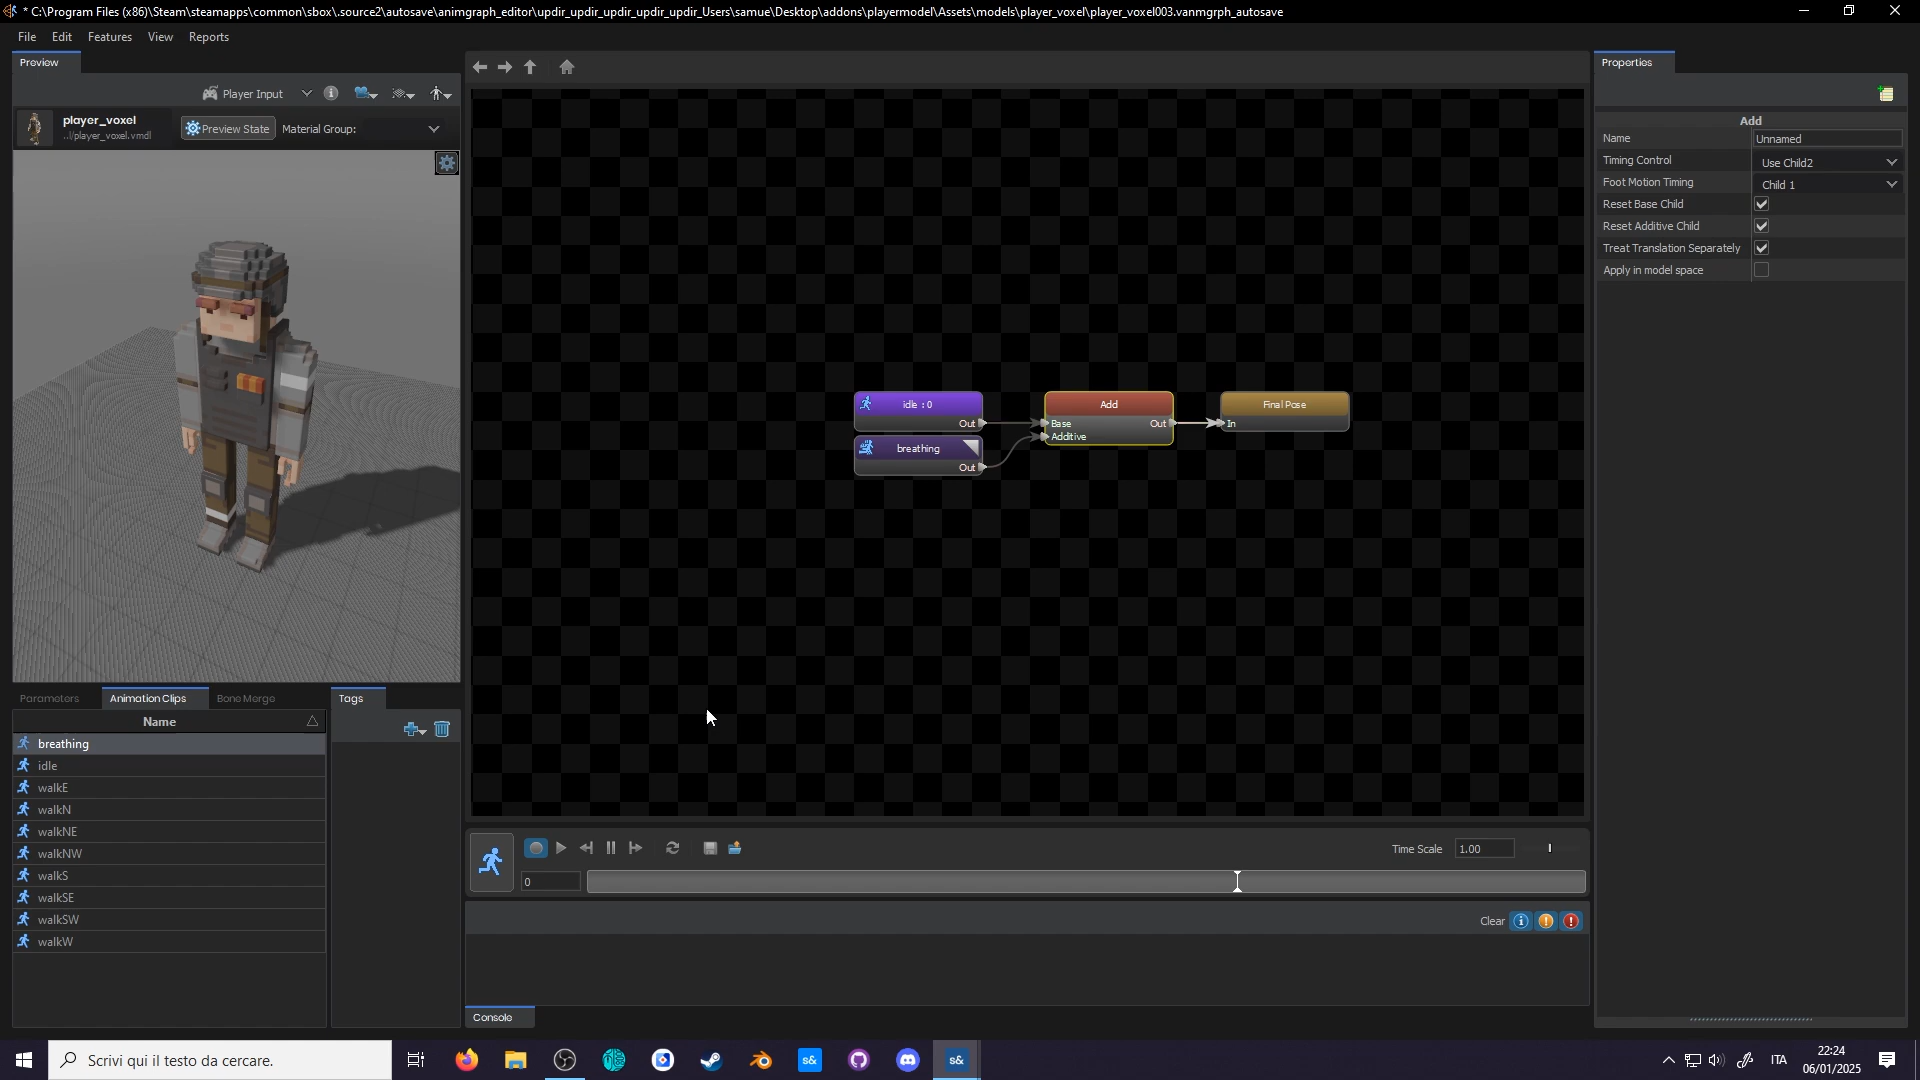 * C:\Program Files (x86)\Steam\steamapps\common\sbox\.source2\autosave\animgraph_editor\updir_updir_updir_updir_updir_Users\samue\Desktop\addons\playermodel\Assets\models\player_voxel\player_voxel003.vanmgrph_autosave
File Edit Features View Reports
Preview
Player Input
player_voxel
../player_voxel.vmdl
Preview State
Material Group:
Parameters Animation Clips Bone Merge
Name
breathing
idle
walkE
walkN
walkNE
walkNW
walkS
walkSE
walkSW
walkW
Tags
idle : 0
Out
breathing
Out
Add
Base Out
Additive
Final Pose
In
Time Scale 1.00
0
Clear
Console
Properties
Add
Name Unnamed
Timing Control Use Child2
Foot Motion Timing Child 1
Reset Base Child
Reset Additive Child
Treat Translation Separately
Apply in model space
Scrivi qui il testo da cercare.
s&
s&
ITA
22:24
06/01/2025